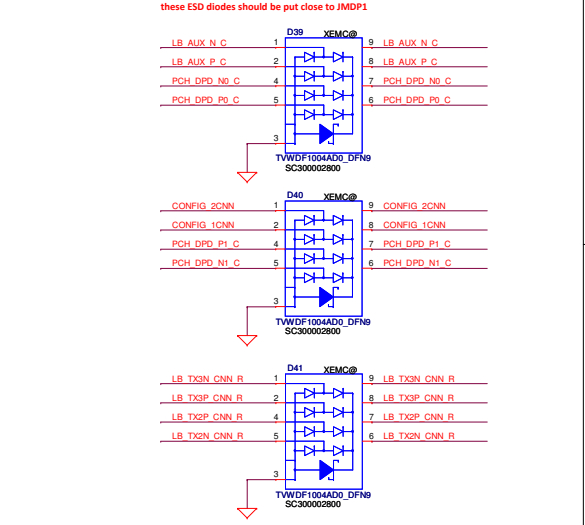 these ESD diodes should be put close to JMDP1
D39 XEMC@
LB_AUX_N_C 1 9 LB_AUX_N_C
LB_AUX_P_C 2 8 LB_AUX_P_C
PCH_DPD_N0_C 4 7 PCH_DPD_N0_C
PCH_DPD_P0_C 5 6 PCH_DPD_P0_C
3
TVWDF1004AD0_DFN9
SC300002800
D40 XEMC@
CONFIG_2CNN 1 9 CONFIG_2CNN
CONFIG_1CNN 2 8 CONFIG_1CNN
PCH_DPD_P1_C 4 7 PCH_DPD_P1_C
PCH_DPD_N1_C 5 6 PCH_DPD_N1_C
3
TVWDF1004AD0_DFN9
SC300002800
D41 XEMC@
LB_TX3N_CNN_R 1 9 LB_TX3N_CNN_R
LB_TX3P_CNN_R 2 8 LB_TX3P_CNN_R
LB_TX2P_CNN_R 4 7 LB_TX2P_CNN_R
LB_TX2N_CNN_R 5 6 LB_TX2N_CNN_R
3
TVWDF1004AD0_DFN9
SC300002800